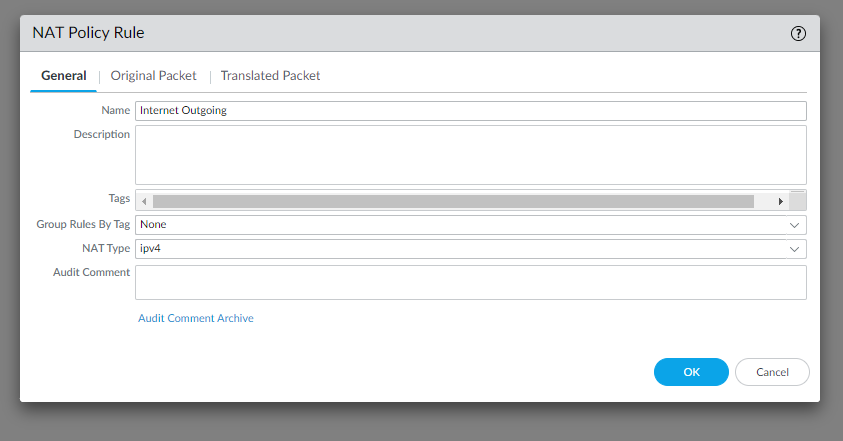 NAT Policy Rule
General
Original Packet
Translated Packet
Name
Internet Outgoing
Description
Tags
Group Rules By Tag
None
NAT Type
ipv4
Audit Comment
Audit Comment Archive
OK
Cancel